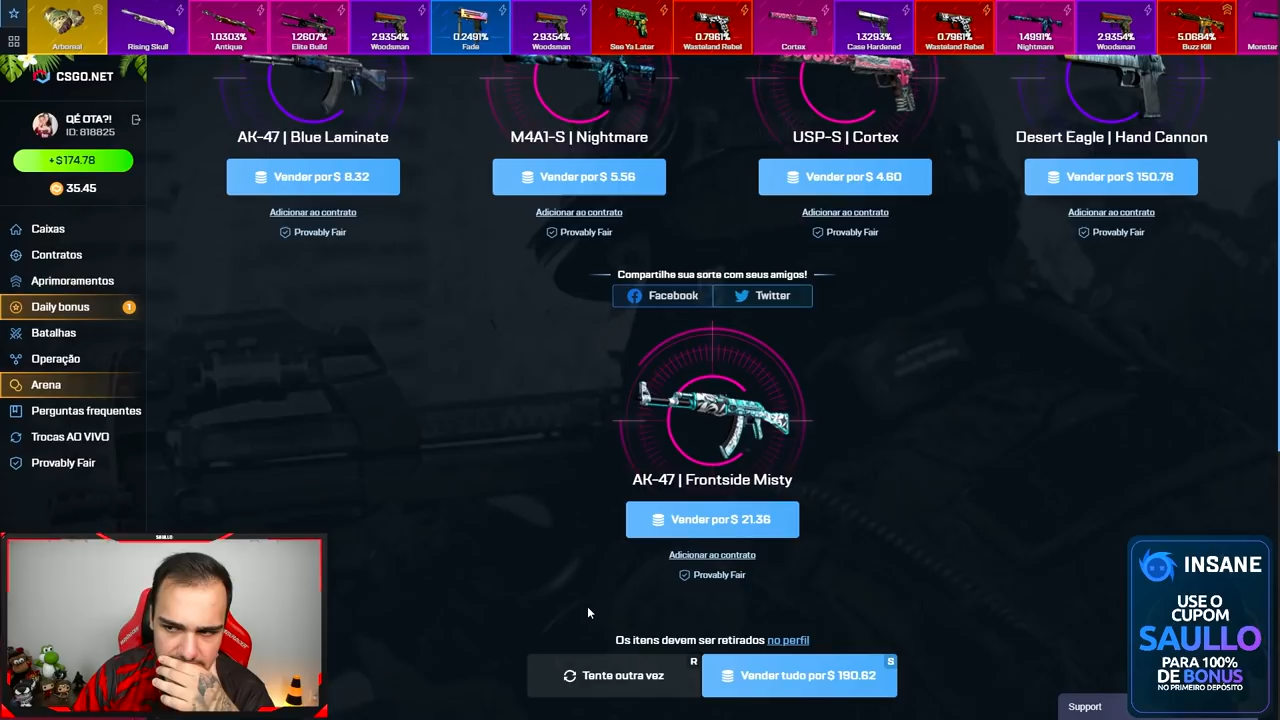 1.0303%
1.2607%
2.9354%
0.2491%
2.9354%
0.7961%
1.3293%
0.7961%
1.4991%
2.9354%
5.0684%
Arboreal
Rising Skull
Antique
Elite Build
Woodsman
Fade
Woodsman
See Ya Later
Wasteland Rebel
Cortex
Case Hardened
Wasteland Rebel
Nightmare
Woodsman
Buzz Kill
Monster
CSGO.NET
QÉ OTA?!
ID: 818825
+$174.78
35.45
Caixas
Contratos
Aprimoramentos
Daily bonus
1
Batalhas
Operação
Arena
Perguntas frequentes
Trocas AO VIVO
Provably Fair
AK-47 | Blue Laminate
Vender por $ 8.32
Adicionar ao contrato
Provably Fair
M4A1-S | Nightmare
Vender por $ 5.56
Adicionar ao contrato
Provably Fair
USP-S | Cortex
Vender por $ 4.60
Adicionar ao contrato
Provably Fair
Desert Eagle | Hand Cannon
Vender por $ 150.78
Adicionar ao contrato
Provably Fair
Compartilhe sua sorte com seus amigos!
Facebook
Twitter
AK-47 | Frontside Misty
Vender por $ 21.36
Adicionar ao contrato
Provably Fair
Os itens devem ser retirados no perfil
Tente outra vez
R
Vender tudo por $ 190.62
S
SAULLO
INSANE
USE O
CUPOM
SAULLO
PARA 100%
DE BONUS
NO PRIMEIRO DEPÓSITO
Support